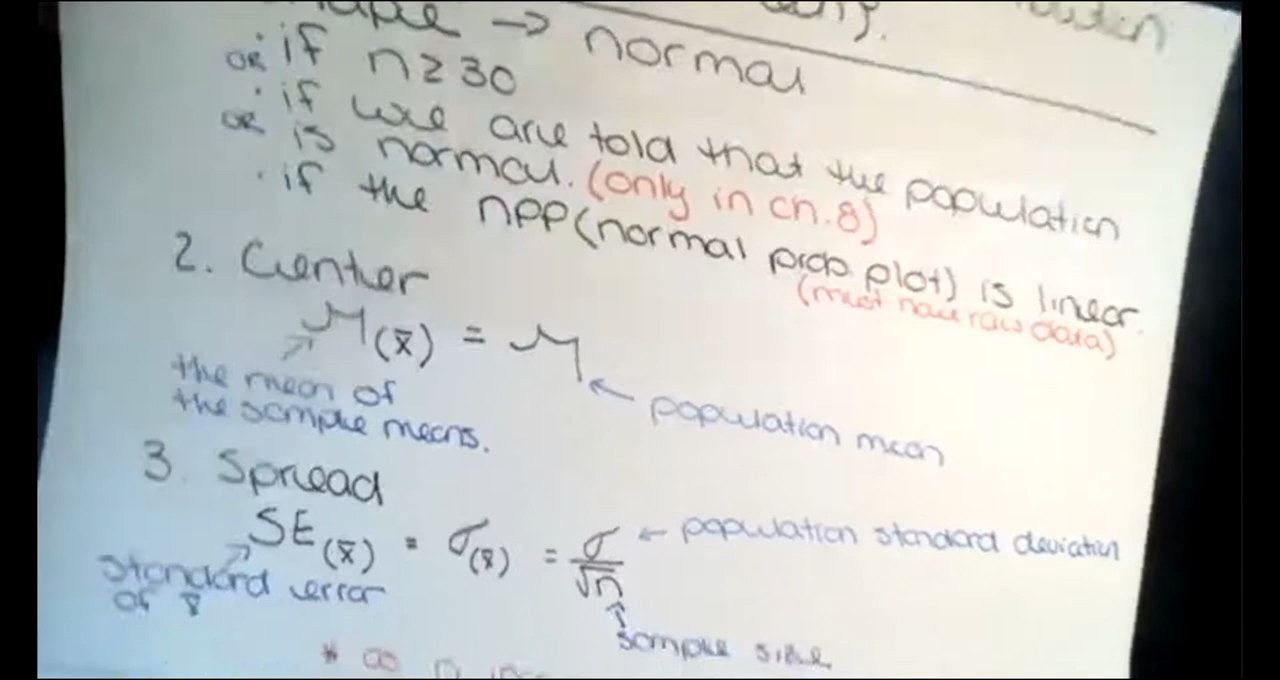 → normal
· if n ≥ 30
OR · if we are told that the population
is normal. (only in ch. 8)
OR · if the npp (normal prob. plot) is linear.
(must have raw data)
2. Center
μ(x̄) = μ
the mean of
the sample means.
population mean
3. Spread
SE(x̄) = σ(x̄) = σ/√n
← population standard deviation
standard error
of x̄
sample size
* as n